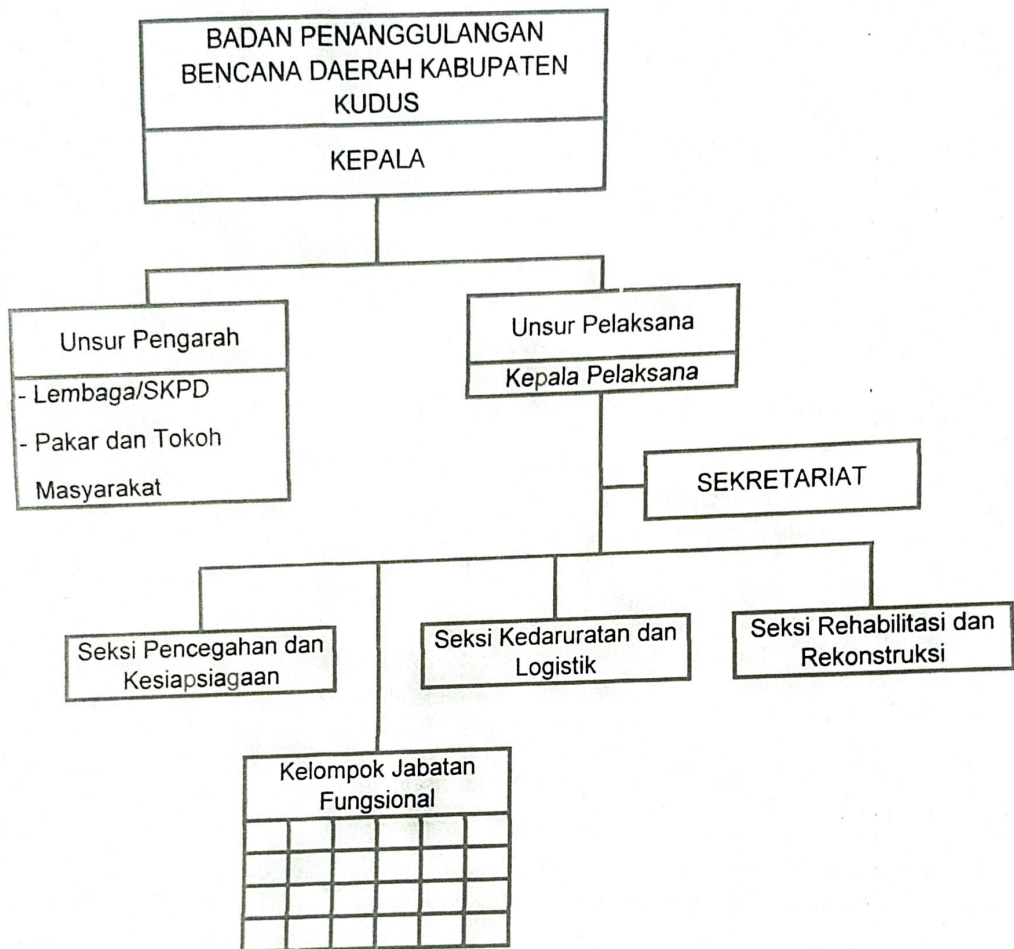 BADAN PENANGGULANGAN
BENCANA DAERAH KABUPATEN
KUDUS
KEPALA
Unsur Pengarah
- Lembaga/SKPD
- Pakar dan Tokoh
Masyarakat
Unsur Pelaksana
Kepala Pelaksana
SEKRETARIAT
Seksi Pencegahan dan
Kesiapsiagaan
Seksi Kedaruratan dan
Logistik
Seksi Rehabilitasi dan
Rekonstruksi
Kelompok Jabatan
Fungsional